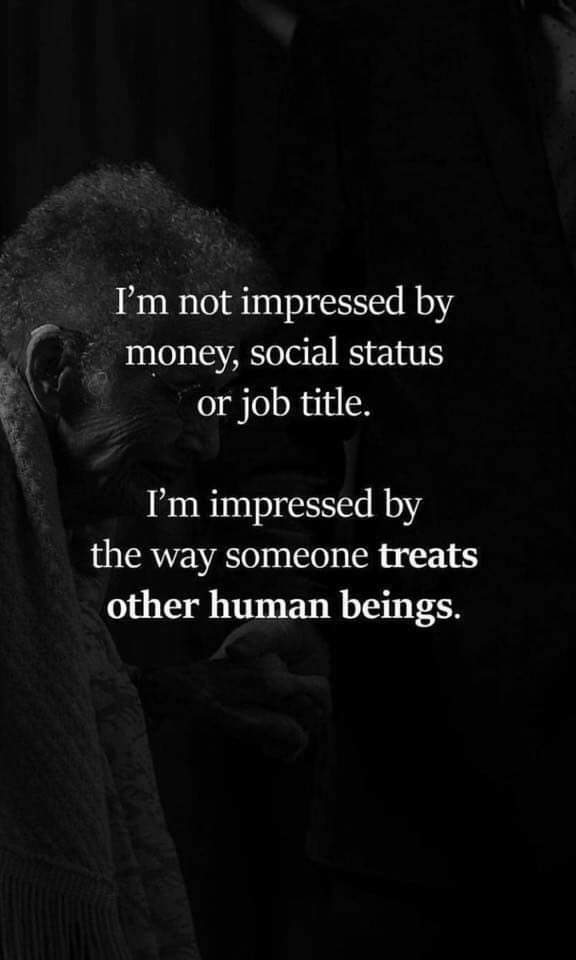 I’m not impressed by
money, social status
or job title.
I’m impressed by
the way someone treats
other human beings.